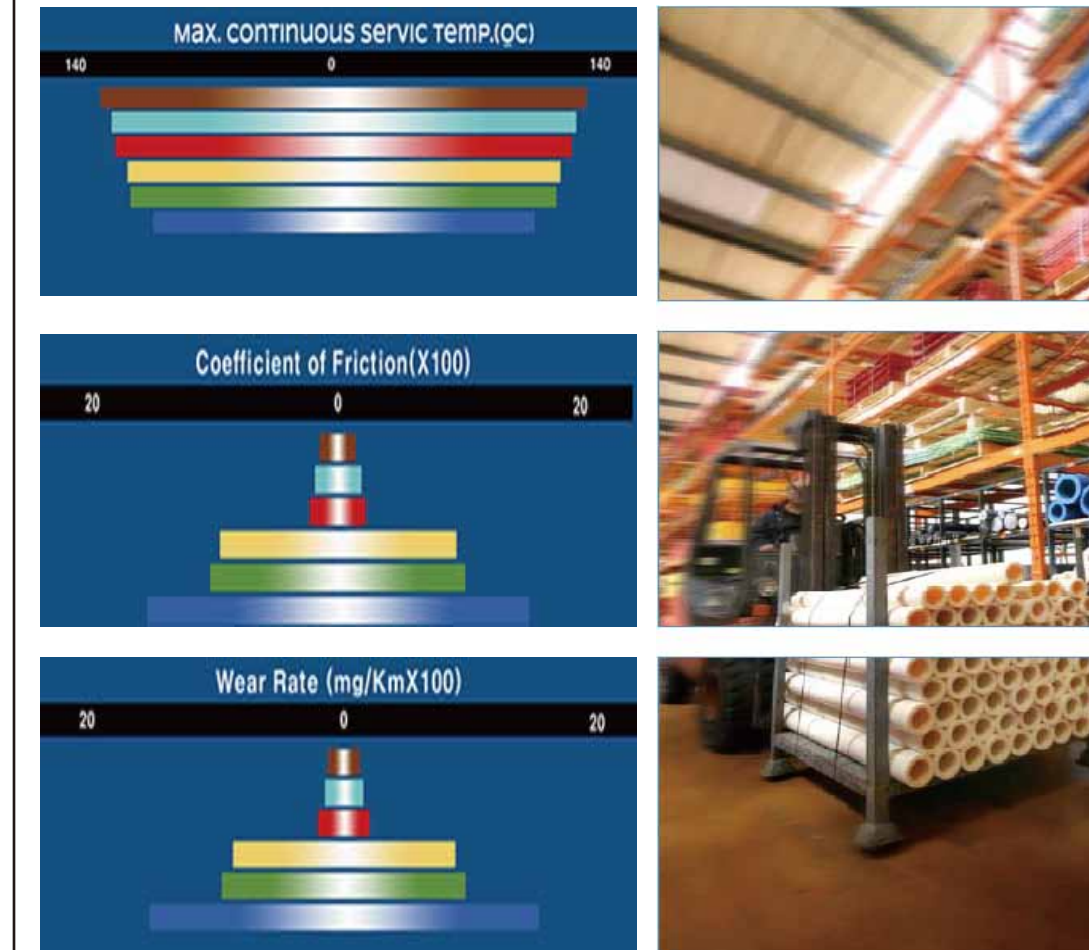 Max. continuous servic Temp.(ºC)
140 0 140
Coefficient of Friction(X100)
20 0 20
Wear Rate (mg/KmX100)
20 0 20